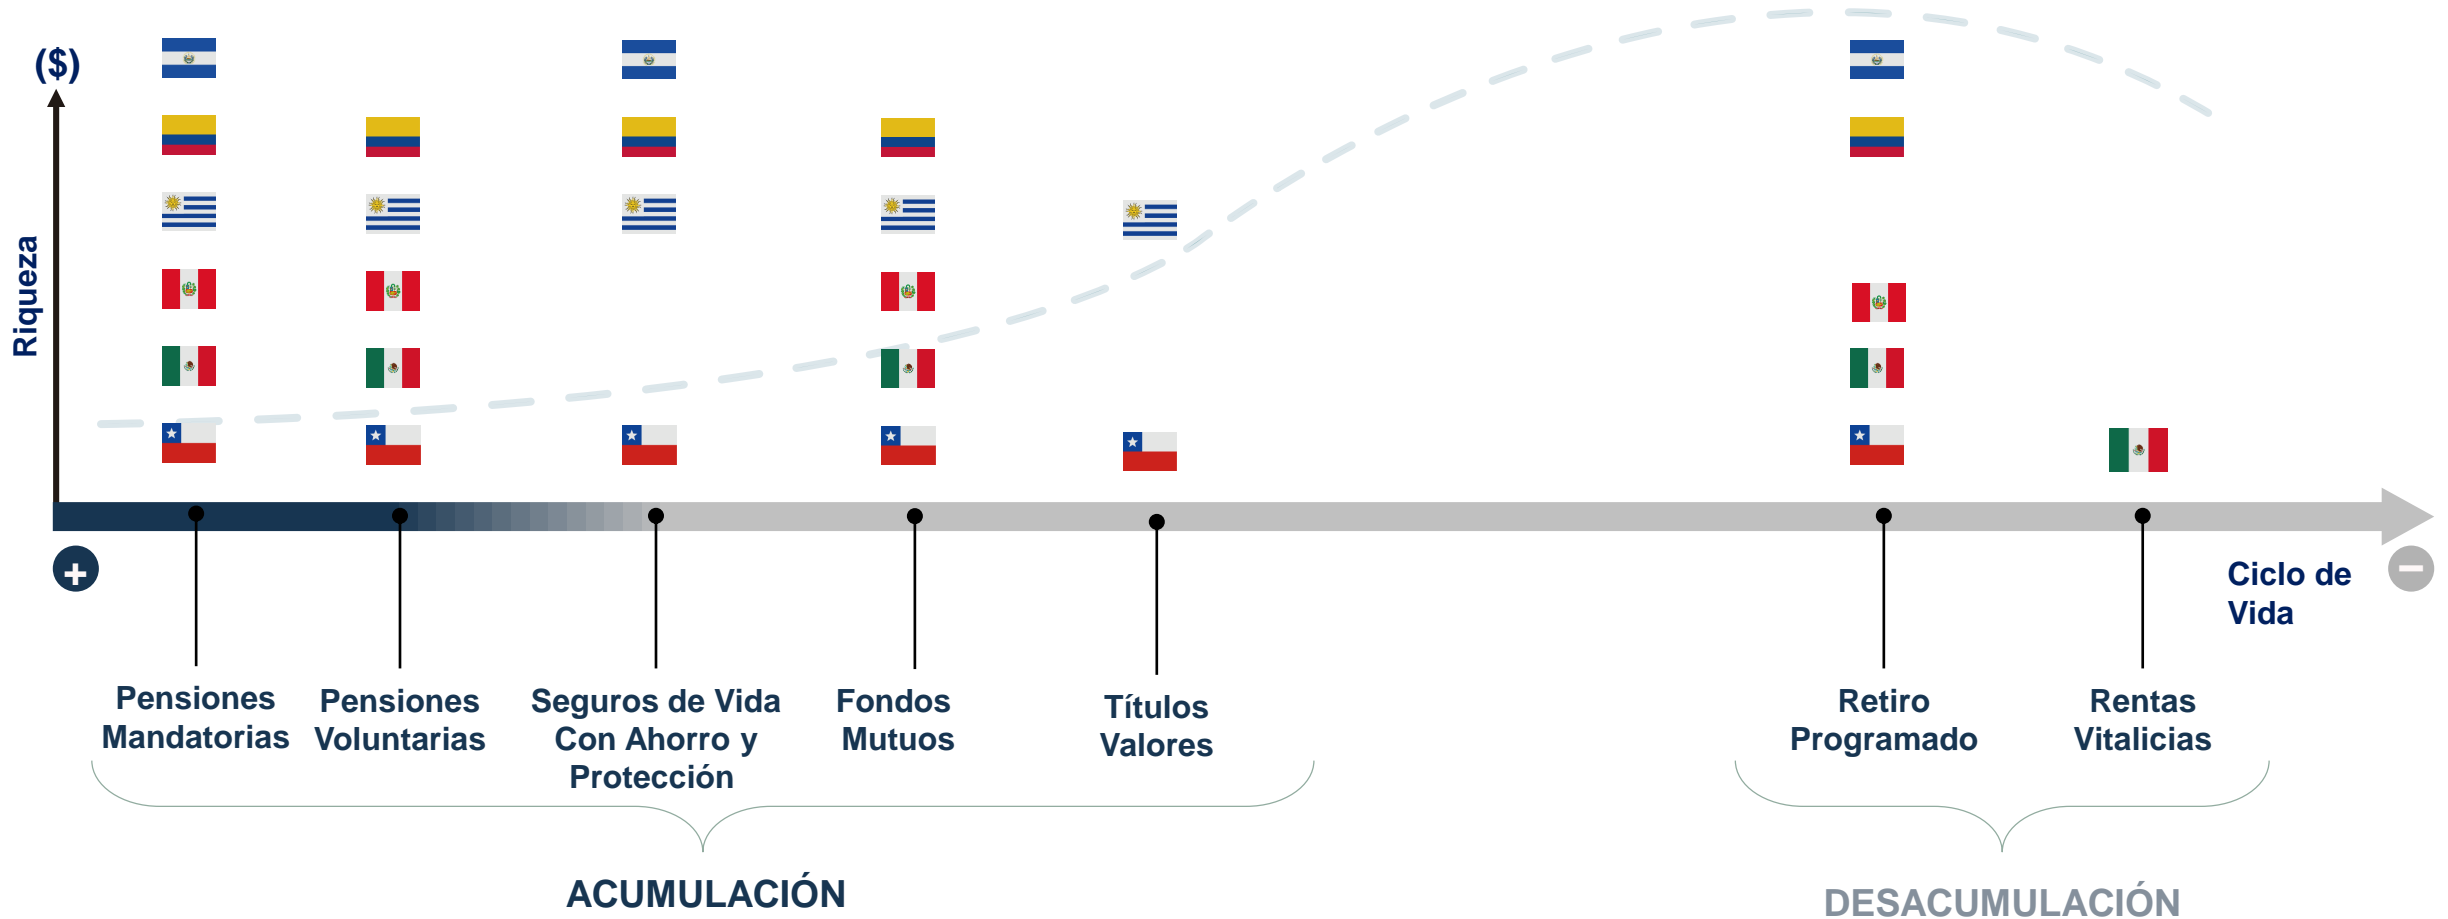 ($)
Riqueza
+
Ciclo de
Vida
−
Pensiones
Mandatorias
Pensiones
Voluntarias
Seguros de Vida
Con Ahorro y
Protección
Fondos
Mutuos
Títulos
Valores
Retiro
Programado
Rentas
Vitalicias
ACUMULACIÓN
DESACUMULACIÓN